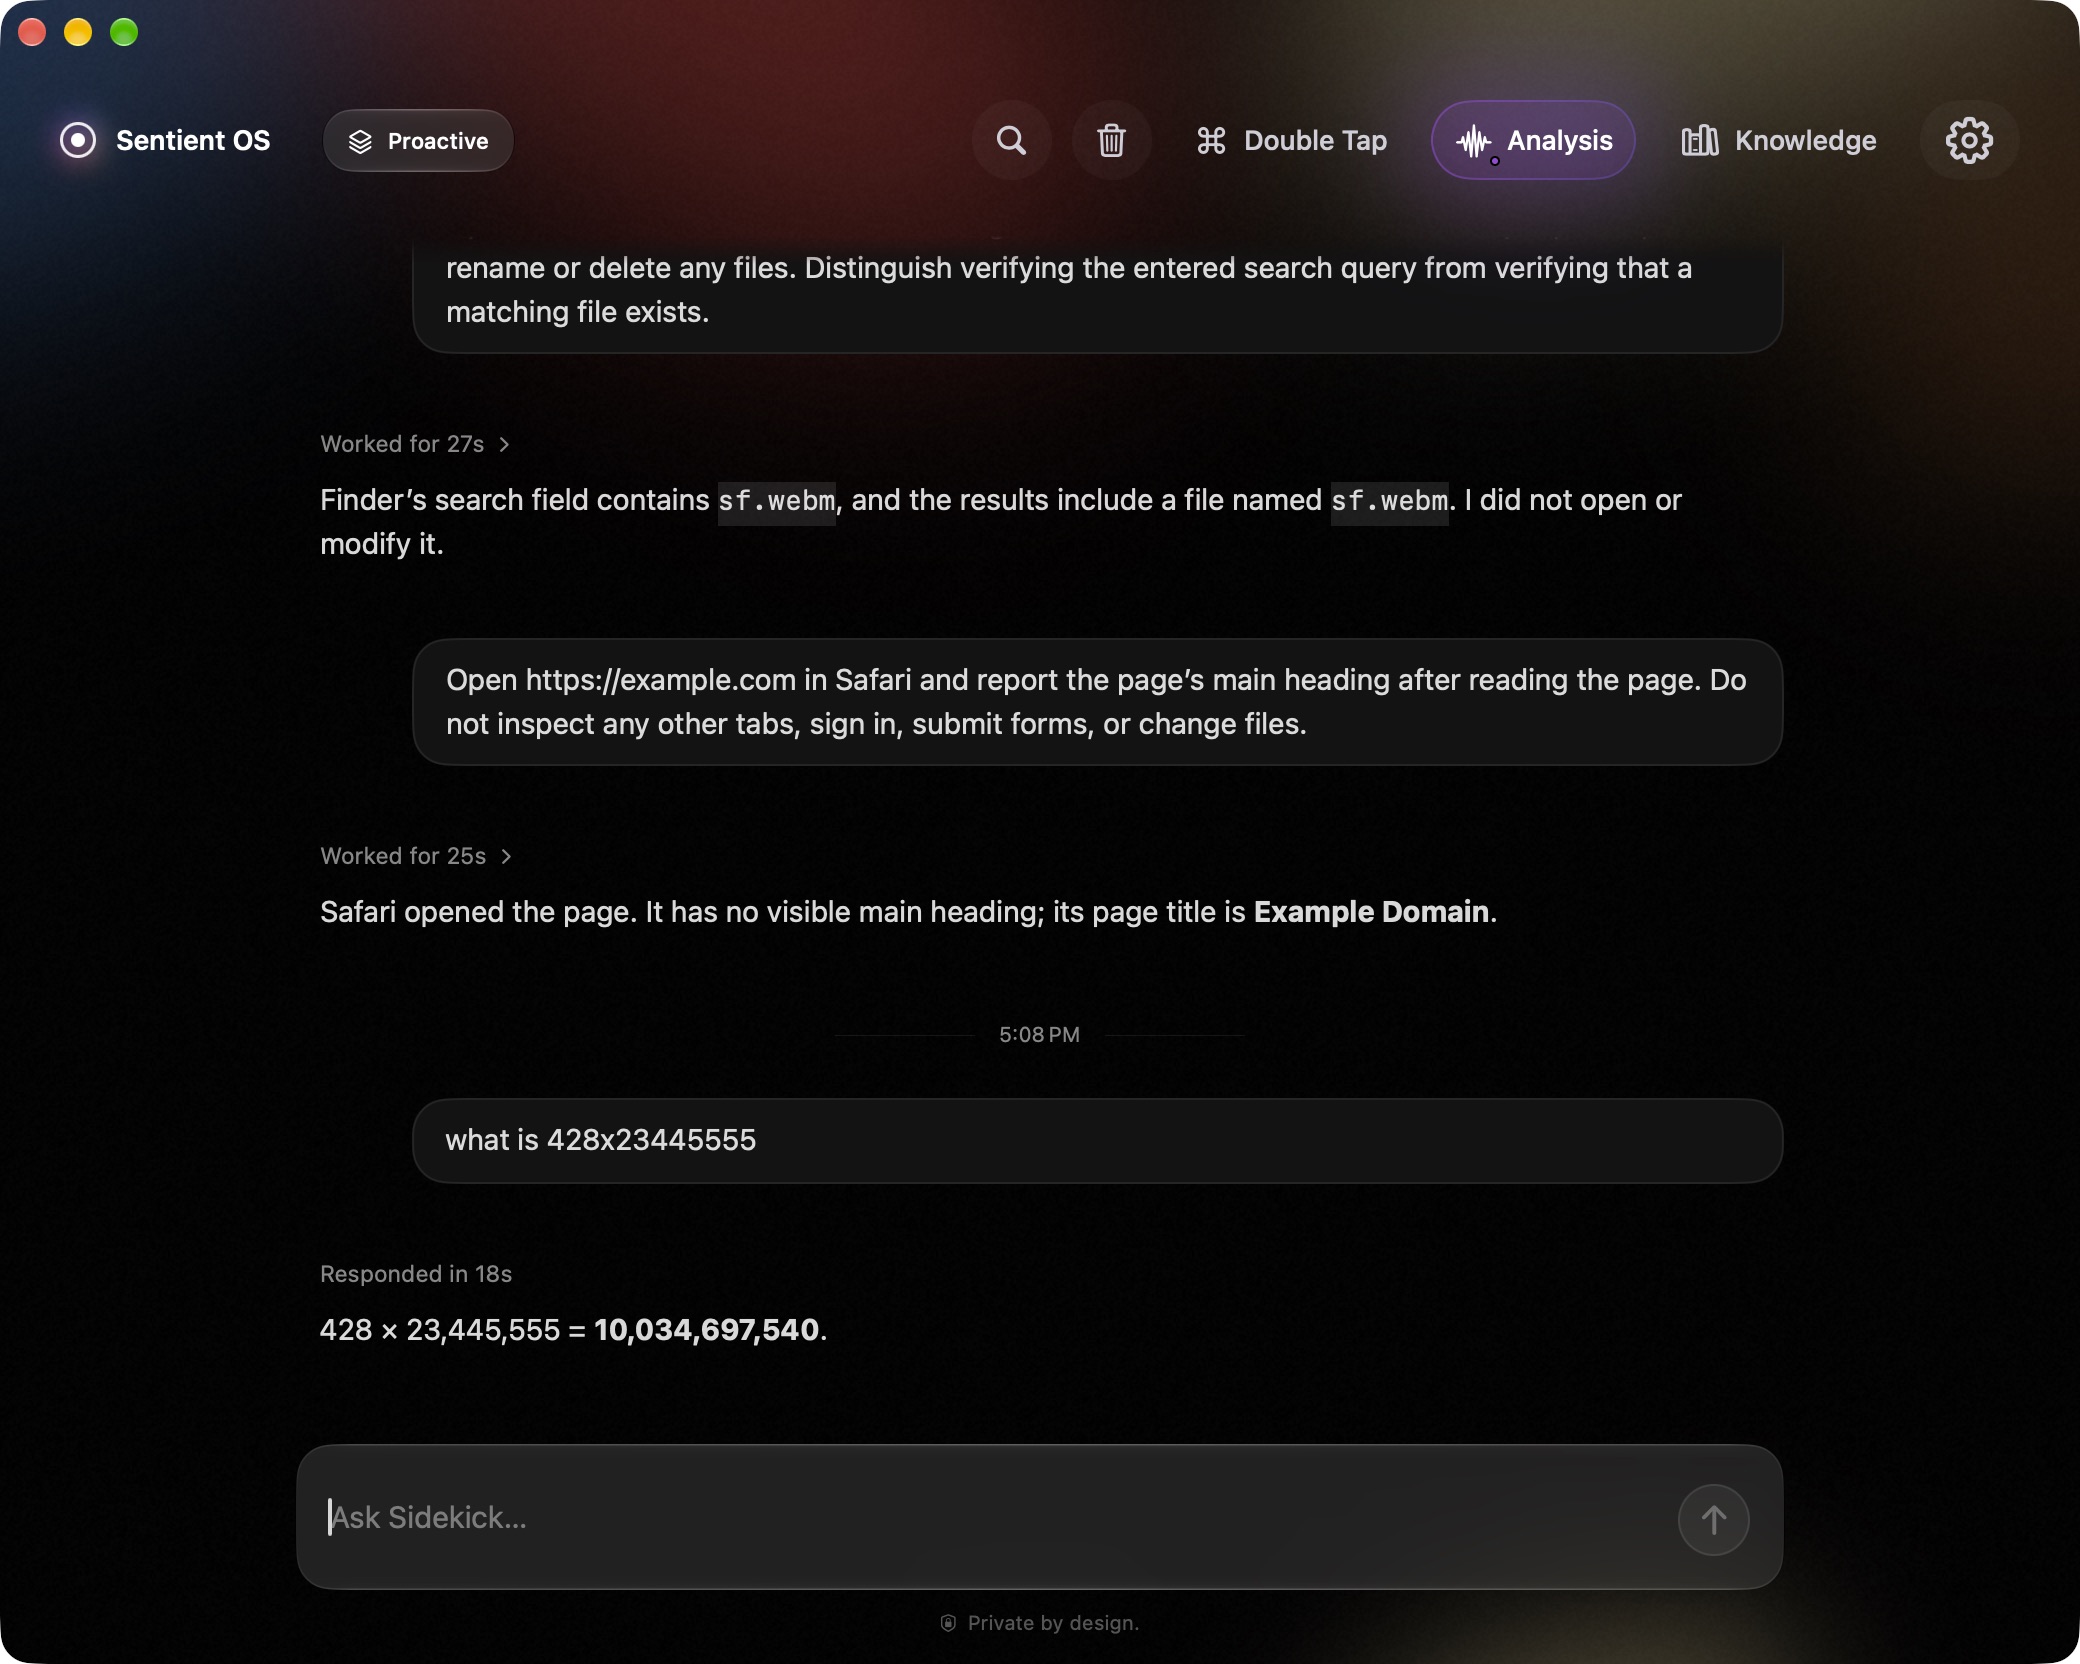 Sentient OS
Proactive
Double Tap
Analysis
Knowledge
rename or delete any files. Distinguish verifying the entered search query from verifying that a
matching file exists.
Worked for 27s
Finder’s search field contains sf.webm, and the results include a file named sf.webm. I did not open or
modify it.
Open https://example.com in Safari and report the page’s main heading after reading the page. Do
not inspect any other tabs, sign in, submit forms, or change files.
Worked for 25s
Safari opened the page. It has no visible main heading; its page title is Example Domain.
5:08 PM
what is 428x23445555
Responded in 18s
428 × 23,445,555 = 10,034,697,540.
Ask Sidekick...
Private by design.